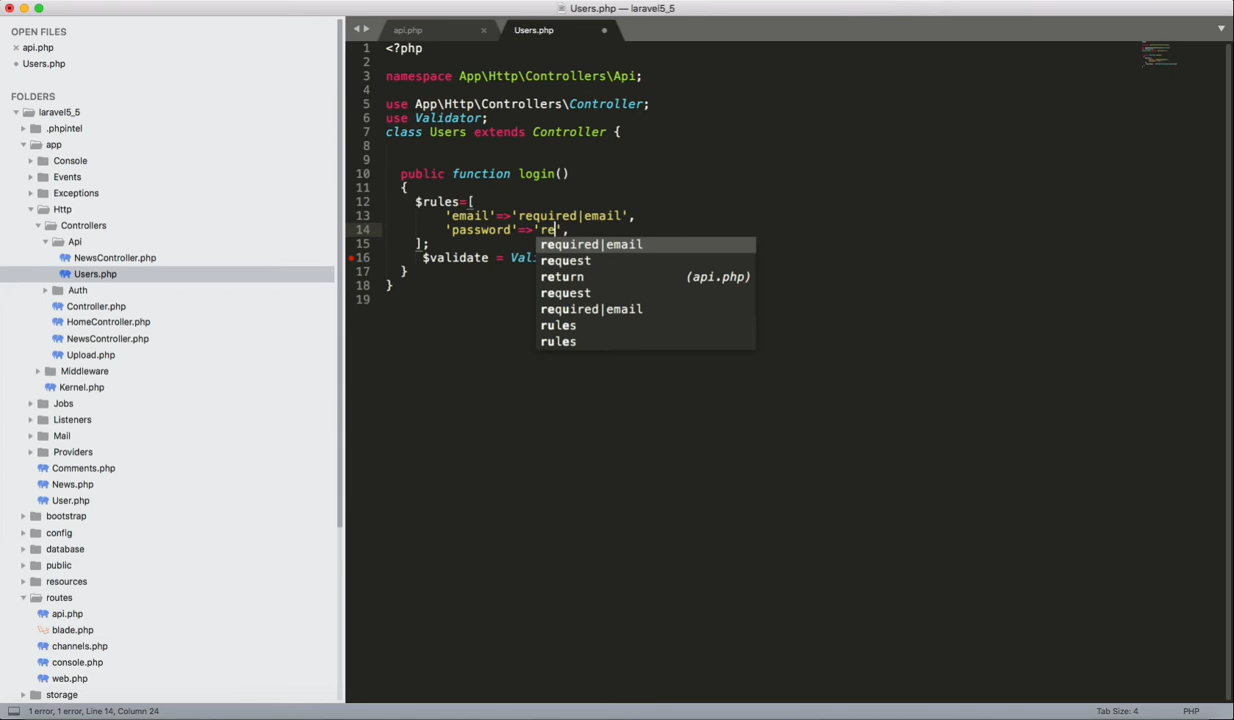 Users.php — laravel5_5
OPEN FILES
api.php
Users.php
FOLDERS
laravel5_5
.phpintel
app
Console
Events
Exceptions
Http
Controllers
Api
NewsController.php
Users.php
Auth
Controller.php
HomeController.php
NewsController.php
Upload.php
Middleware
Kernel.php
Jobs
Listeners
Mail
Providers
Comments.php
News.php
User.php
bootstrap
config
database
public
resources
routes
api.php
blade.php
channels.php
console.php
web.php
storage
api.php Users.php
1 <?php
2
3 namespace App\Http\Controllers\Api;
4
5 use App\Http\Controllers\Controller;
6 use Validator;
7 class Users extends Controller {
8
9
10 public function login()
11 {
12 $rules=[
13 'email'=>'required|email',
14 'password'=>'re',
15 ];
16 $validate = Vali
17 }
18 }
19
required|email
request
return (api.php)
request
required|email
rules
rules
1 error, 1 error, Line 14, Column 24 Tab Size: 4 PHP